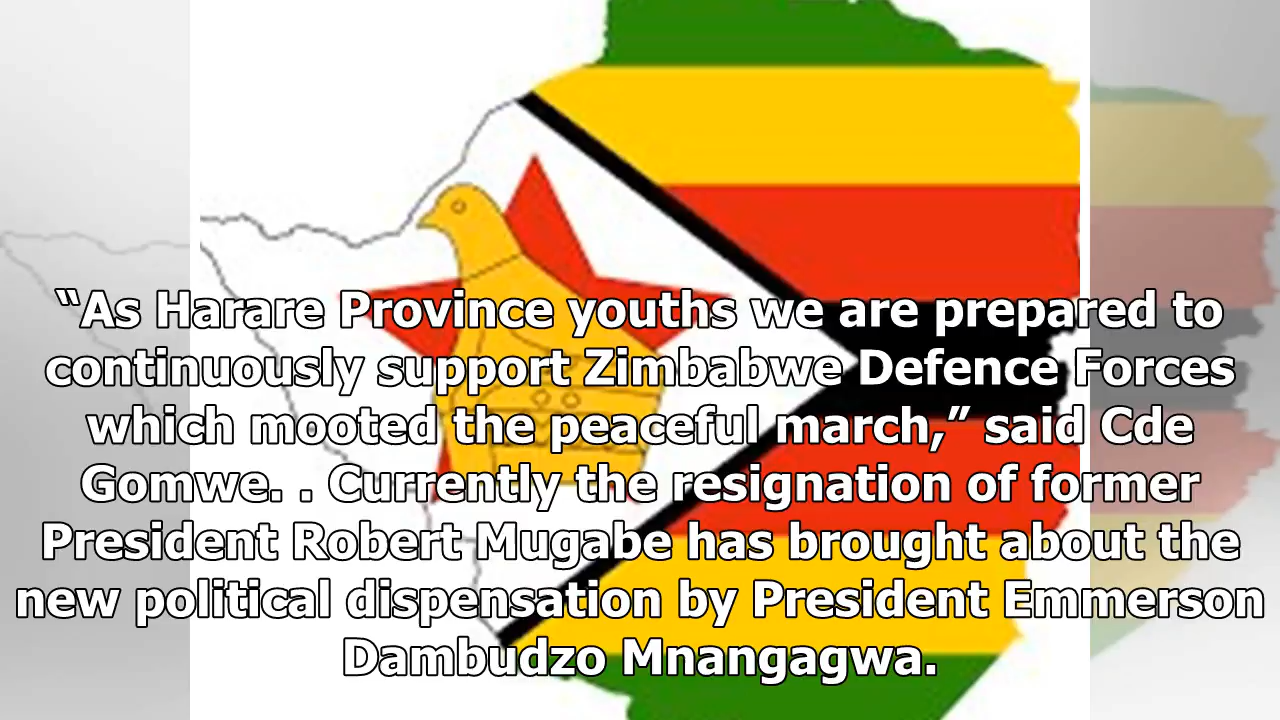 “As Harare Province youths we are prepared to
continuously support Zimbabwe Defence Forces
which mooted the peaceful march,” said Cde
Gomwe. . Currently the resignation of former
President Robert Mugabe has brought about the
new political dispensation by President Emmerson
Dambudzo Mnangagwa.